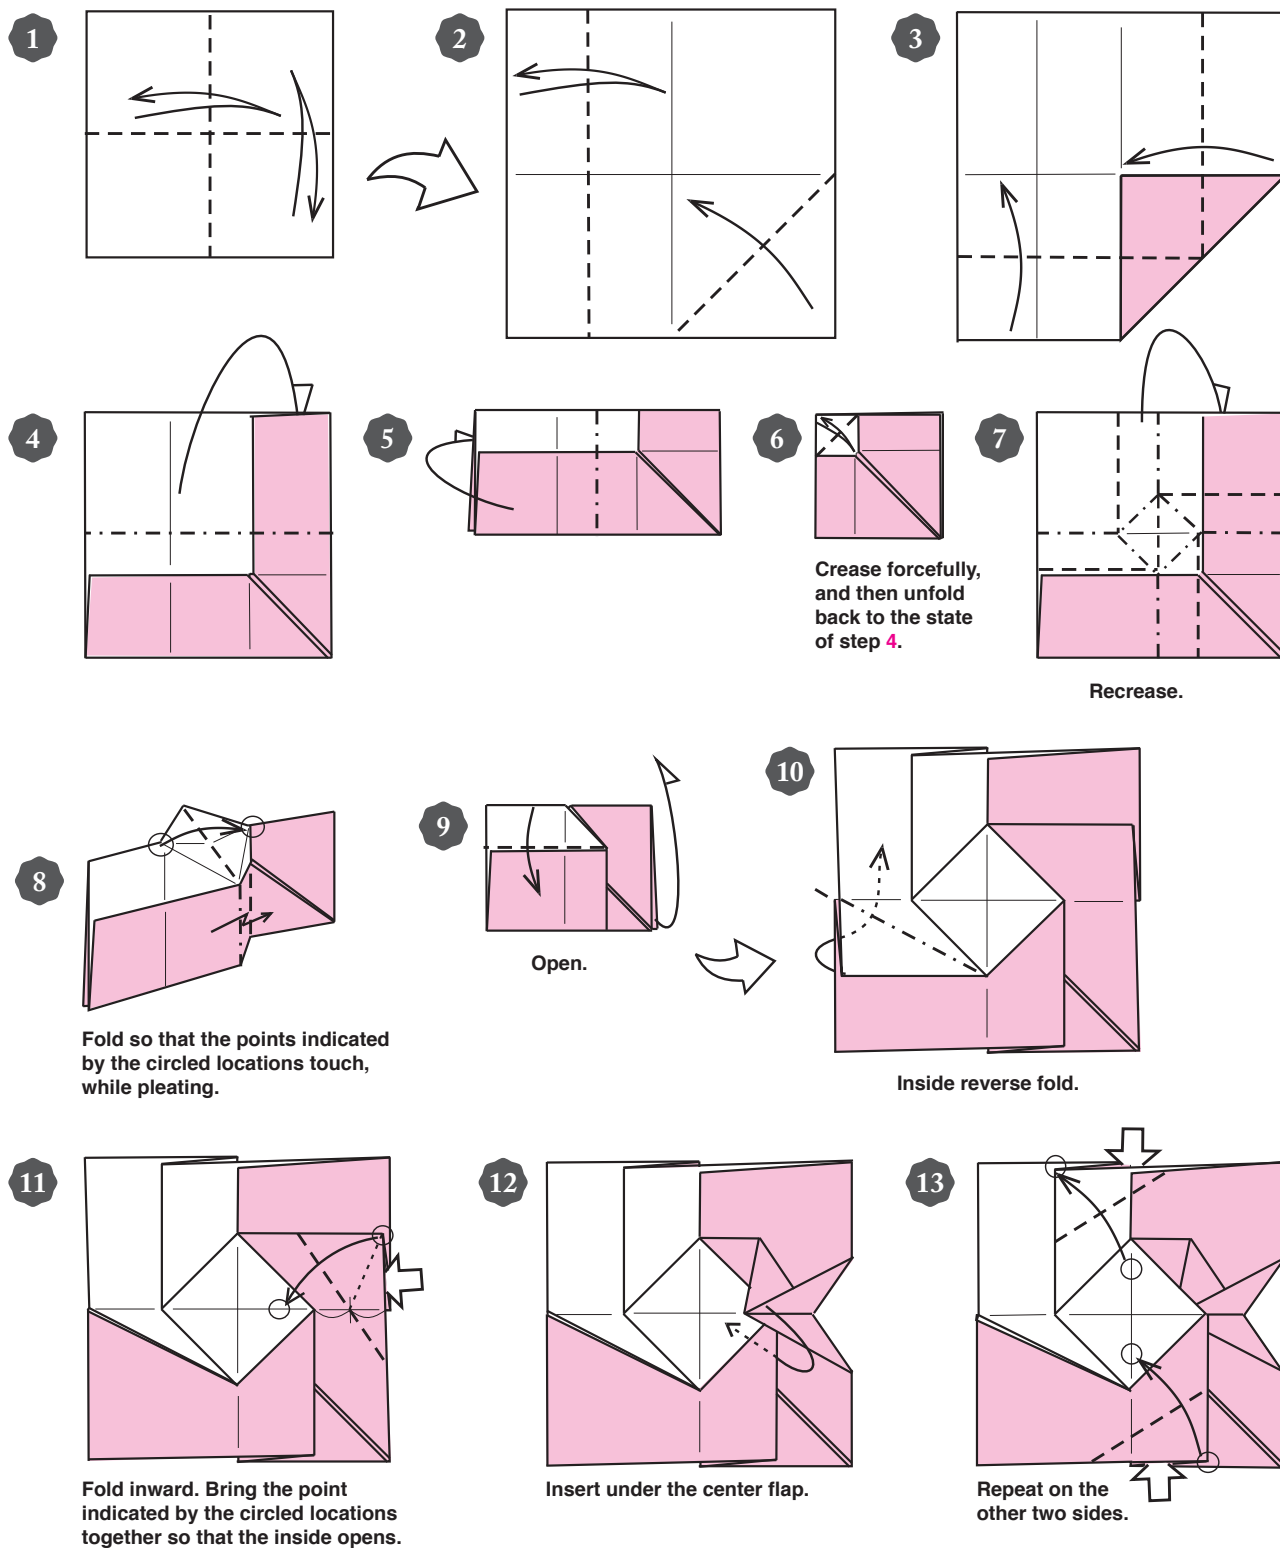 1
2
3
4
5
6
7
Crease forcefully,
and then unfold
back to the state
of step 4.
Recrease.
8
9
10
Fold so that the points indicated
by the circled locations touch,
while pleating.
Open.
Inside reverse fold.
11
12
13
Fold inward. Bring the point
indicated by the circled locations
together so that the inside opens.
Insert under the center flap.
Repeat on the
other two sides.